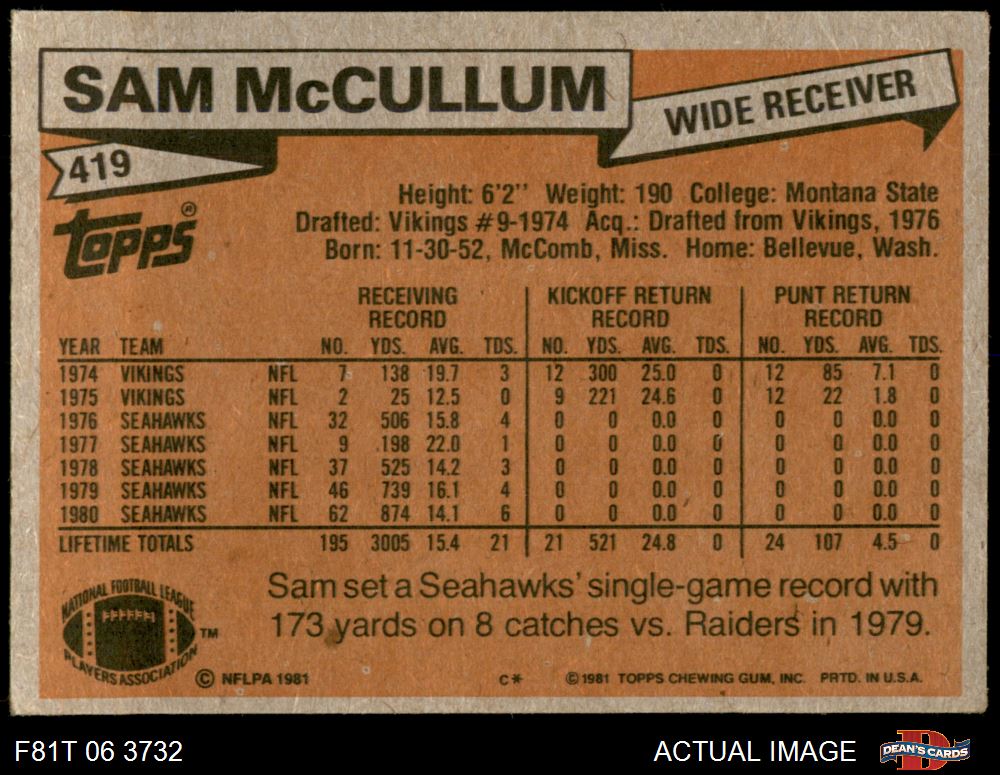 SAM McCULLUM
WIDE RECEIVER
419
Topps®
Height: 6'2'' Weight: 190 College: Montana State
Drafted: Vikings #9-1974 Acq.: Drafted from Vikings, 1976
Born: 11-30-52, McComb, Miss. Home: Bellevue, Wash.
RECEIVING RECORD KICKOFF RETURN RECORD PUNT RETURN RECORD
YEAR TEAM NO. YDS. AVG. TDS. NO. YDS. AVG. TDS. NO. YDS. AVG. TDS.
1974 VIKINGS NFL 7 138 19.7 3 12 300 25.0 0 12 85 7.1 0
1975 VIKINGS NFL 2 25 12.5 0 9 221 24.6 0 12 22 1.8 0
1976 SEAHAWKS NFL 32 506 15.8 4 0 0 0.0 0 0 0 0.0 0
1977 SEAHAWKS NFL 9 198 22.0 1 0 0 0.0 0 0 0 0.0 0
1978 SEAHAWKS NFL 37 525 14.2 3 0 0 0.0 0 0 0 0.0 0
1979 SEAHAWKS NFL 46 739 16.1 4 0 0 0.0 0 0 0 0.0 0
1980 SEAHAWKS NFL 62 874 14.1 6 0 0 0.0 0 0 0 0.0 0
LIFETIME TOTALS 195 3005 15.4 21 21 521 24.8 0 24 107 4.5 0
Sam set a Seahawks' single-game record with
173 yards on 8 catches vs. Raiders in 1979.
NATIONAL FOOTBALL LEAGUE
PLAYERS ASSOCIATION TM
© NFLPA 1981 C* © 1981 TOPPS CHEWING GUM, INC. PRTD. IN U.S.A.
F81T 06 3732 ACTUAL IMAGE
D
DEAN'S CARDS